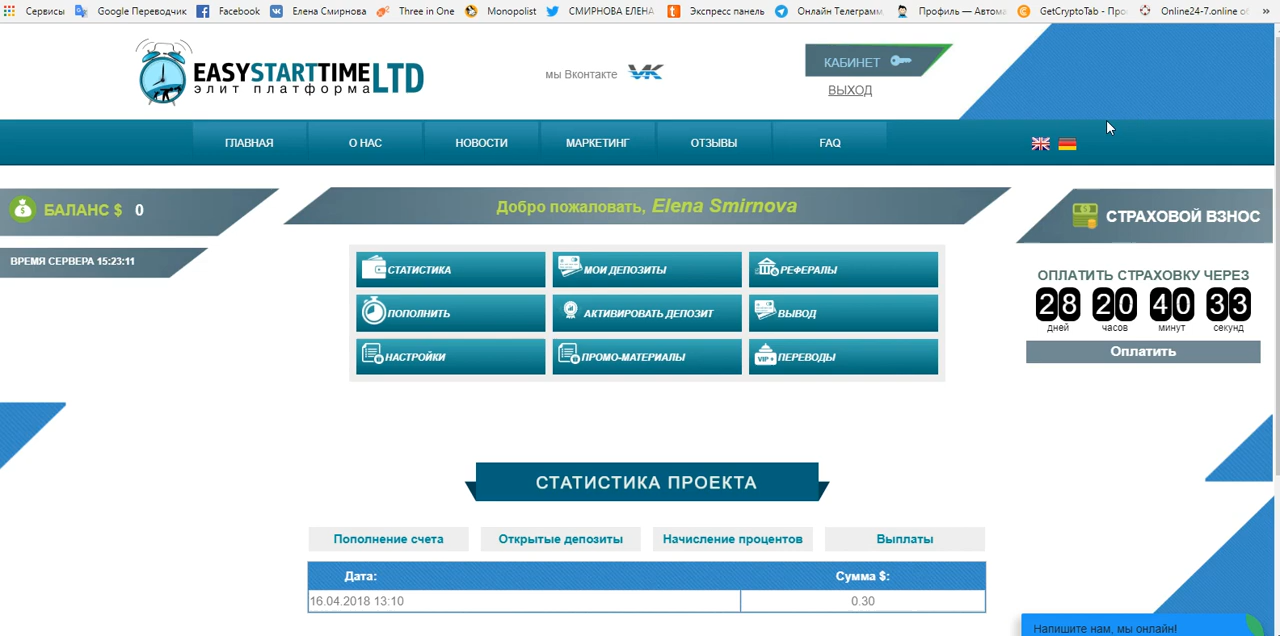 Сервисы Google Переводчик Facebook Елена Смирнова Three in One Monopolist СМИРНОВА ЕЛЕНА Экспресс панель Онлайн Телеграмм Профиль — Автома GetCryptoTab - Про Online24-7.online об »
EASYSTARTTIME LTD
элит платформа
мы Вконтакте
КАБИНЕТ
ВЫХОД
ГЛАВНАЯ О НАС НОВОСТИ МАРКЕТИНГ ОТЗЫВЫ FAQ
БАЛАНС $ 0
Добро пожаловать, Elena Smirnova
СТРАХОВОЙ ВЗНОС
ВРЕМЯ СЕРВЕРА 15:23:11
СТАТИСТИКА МОИ ДЕПОЗИТЫ РЕФЕРАЛЫ
ПОПОЛНИТЬ АКТИВИРОВАТЬ ДЕПОЗИТ ВЫВОД
НАСТРОЙКИ ПРОМО-МАТЕРИАЛЫ VIP ПЕРЕВОДЫ
ОПЛАТИТЬ СТРАХОВКУ ЧЕРЕЗ
28 20 40 33
дней часов минут секунд
Оплатить
СТАТИСТИКА ПРОЕКТА
Пополнение счета Открытые депозиты Начисление процентов Выплаты
Дата: Сумма $:
16.04.2018 13:10 0.30
Напишите нам, мы онлайн!